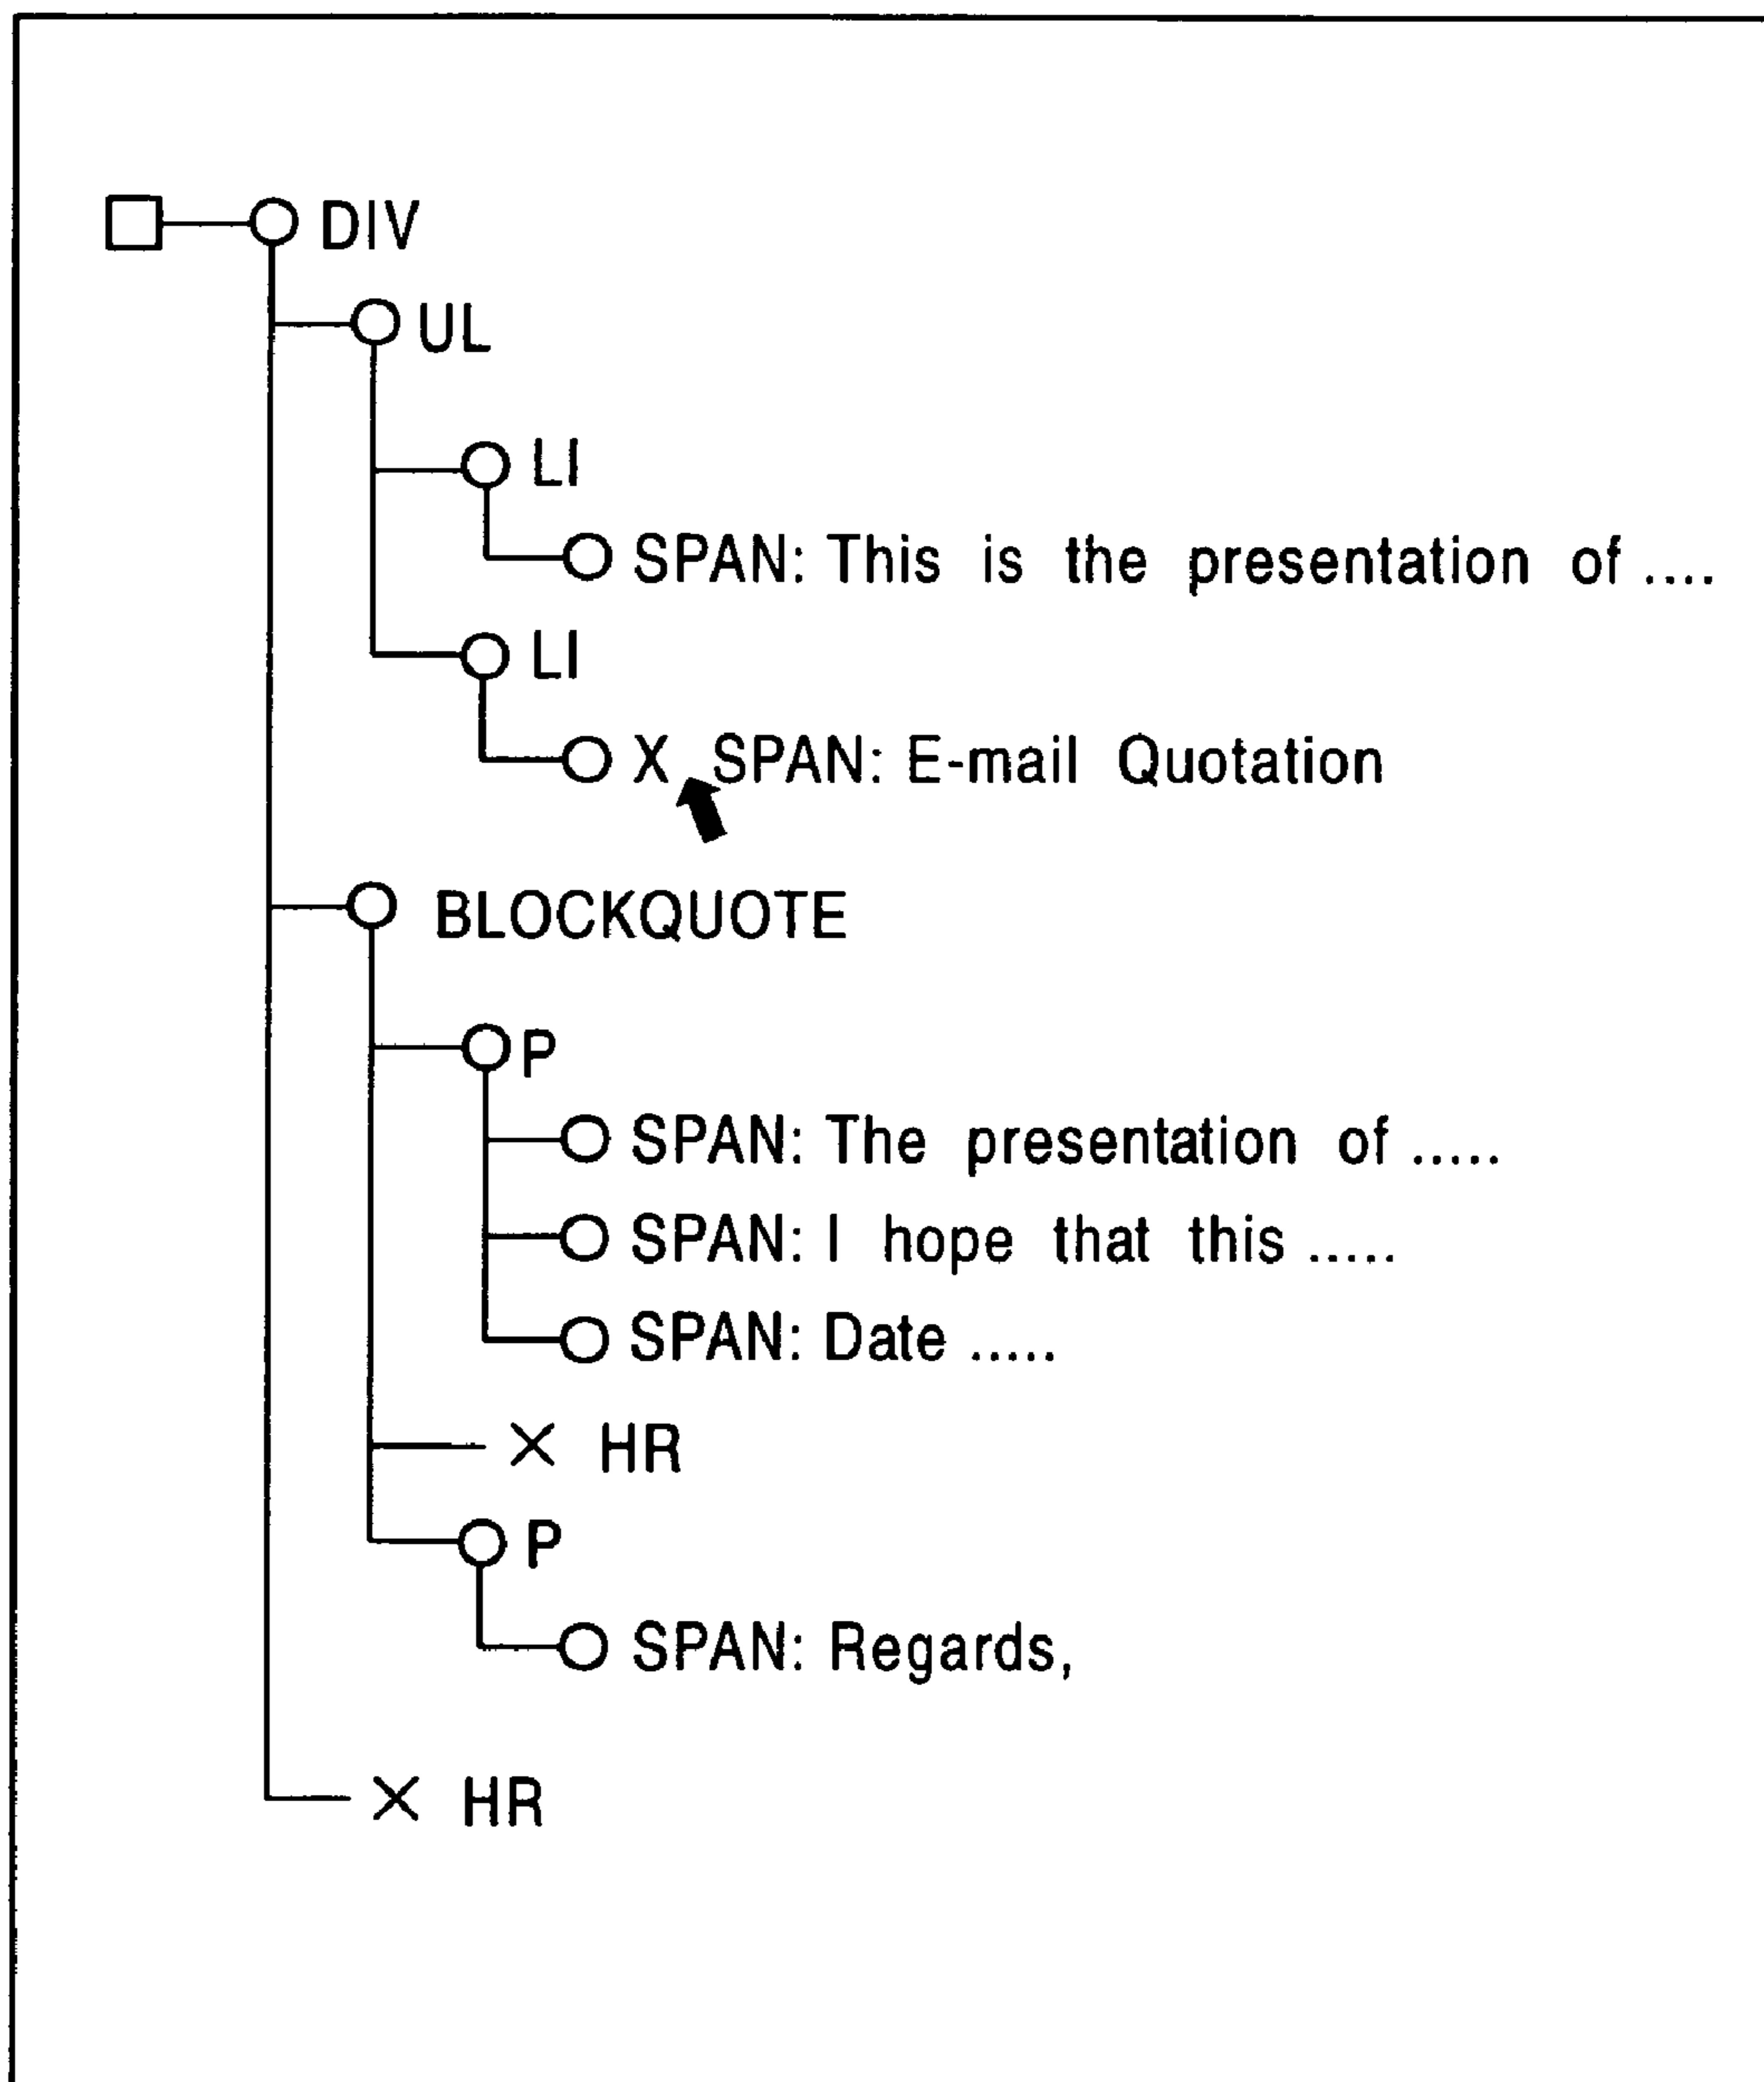 DIV
UL
LI
SPAN: This is the presentation of ....
LI
X SPAN: E-mail Quotation
BLOCKQUOTE
P
SPAN: The presentation of .....
SPAN: I hope that this .....
SPAN: Date .....
HR
P
SPAN: Regards,
HR